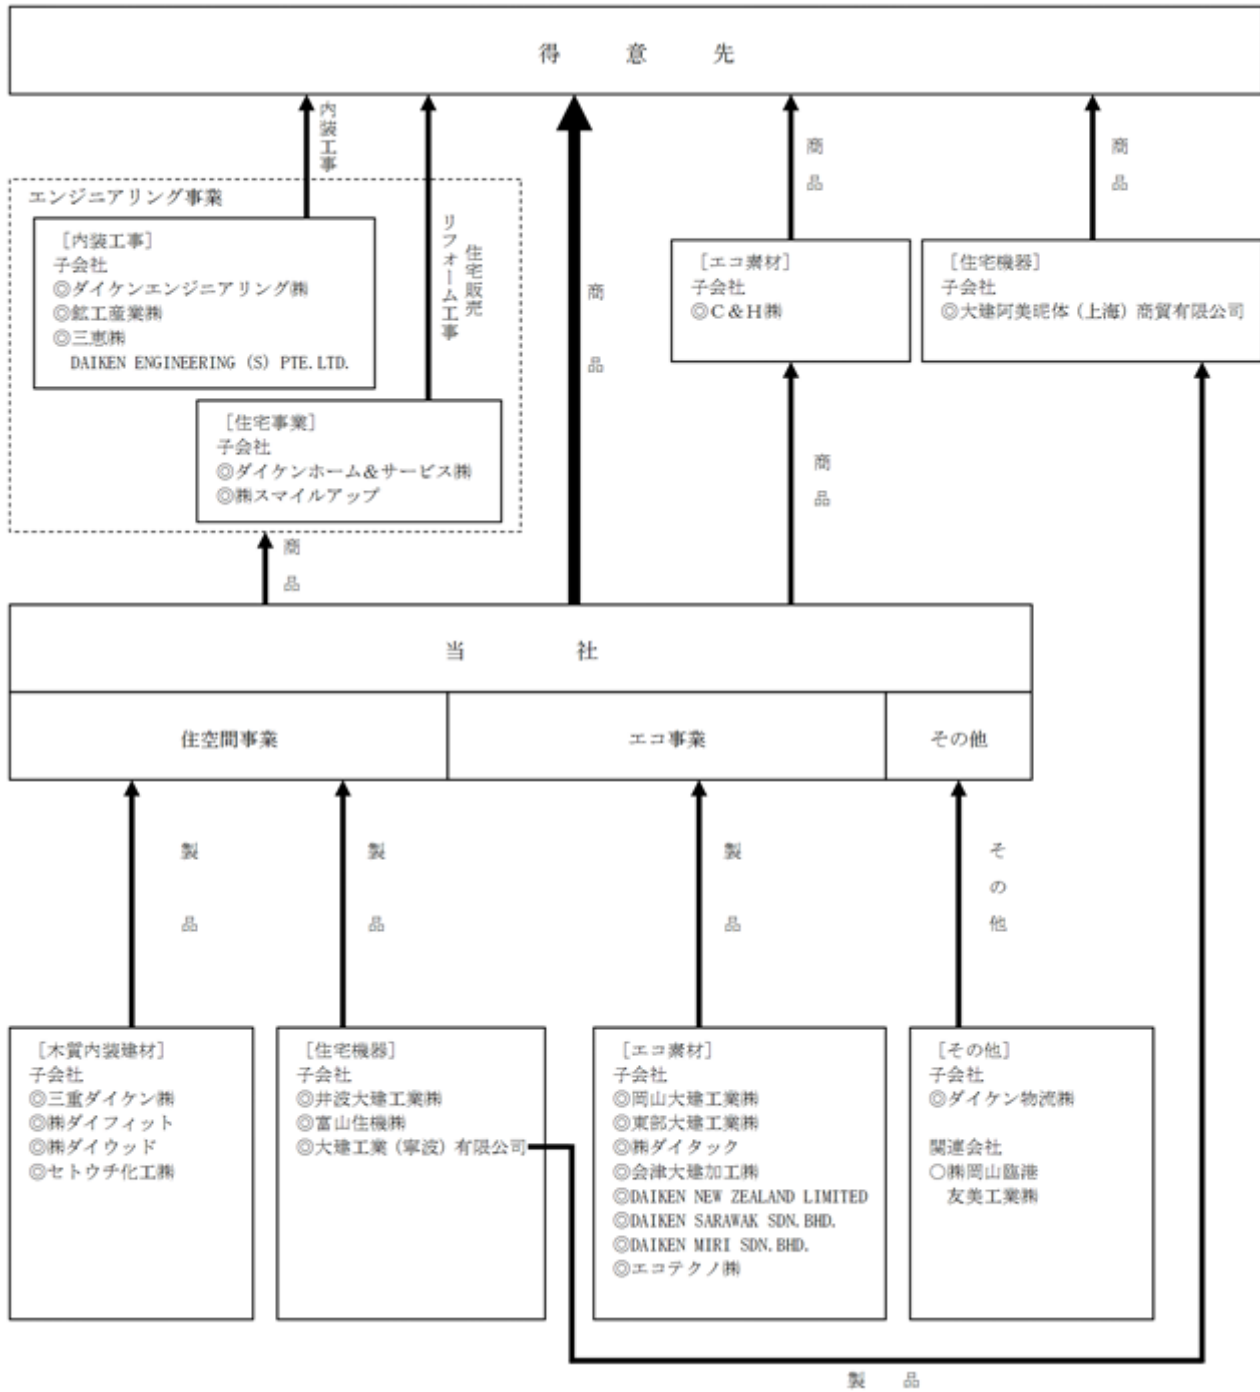 得意先
内装工事
商品
商品
エンジニアリング事業
［内装工事］
子会社
◎ダイケンエンジニアリング㈱
◎鉱工産業㈱
◎三恵㈱
DAIKEN ENGINEERING (S) PTE.LTD.
住宅販売
リフォーム工事
商品
［エコ素材］
子会社
◎Ｃ＆Ｈ㈱
［住宅機器］
子会社
◎大建阿美昵体（上海）商貿有限公司
［住宅事業］
子会社
◎ダイケンホーム＆サービス㈱
◎㈱スマイルアップ
商品
商品
当社
住空間事業
エコ事業
その他
製品
製品
製品
その他
［木質内装建材］
子会社
◎三重ダイケン㈱
◎㈱ダイフィット
◎㈱ダイウッド
◎セトウチ化工㈱
［住宅機器］
子会社
◎井波大建工業㈱
◎富山住機㈱
◎大建工業（寧波）有限公司
［エコ素材］
子会社
◎岡山大建工業㈱
◎東部大建工業㈱
◎㈱ダイタック
◎会津大建加工㈱
◎DAIKEN NEW ZEALAND LIMITED
◎DAIKEN SARAWAK SDN.BHD.
◎DAIKEN MIRI SDN.BHD.
◎エコテクノ㈱
［その他］
子会社
◎ダイケン物流㈱
関連会社
○㈱岡山臨港
友美工業㈱
製品